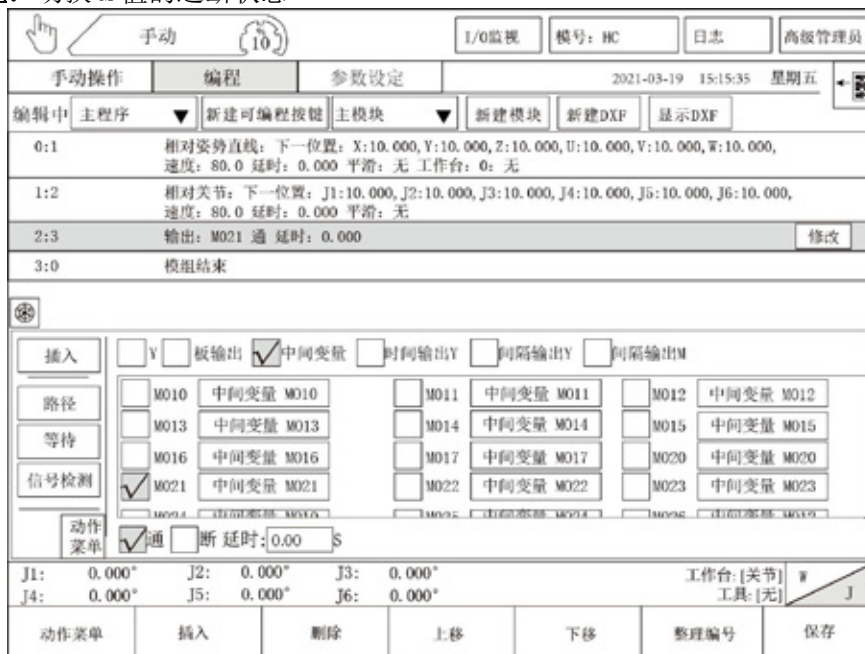 手动 10 I/O监视 模号: HC 日志 高级管理员
手动操作 编程 参数设定 2021-03-19 15:15:35 星期五
编辑中 主程序 ▼ 新建可编程按键 主模块 ▼ 新建模块 新建DXF 显示DXF
0:1 相对姿势直线: 下一位置: X:10.000,Y:10.000,Z:10.000,U:10.000,V:10.000,W:10.000,
速度: 80.0 延时: 0.000 平滑: 无 工作台: 0: 无
1:2 相对关节: 下一位置: J1:10.000,J2:10.000,J3:10.000,J4:10.000,J5:10.000,J6:10.000,
速度: 80.0 延时: 0.000 平滑: 无
2:3 输出: M021 通 延时: 0.000 修改
3:0 模组结束
插入 Y 板输出 中间变量 时间输出Y 间隔输出Y 间隔输出M
路径 M010 中间变量 M010 M011 中间变量 M011 M012 中间变量 M012
等待 M013 中间变量 M013 M014 中间变量 M014 M015 中间变量 M015
M016 中间变量 M016 M017 中间变量 M017 M020 中间变量 M020
信号检测 M021 中间变量 M021 M022 中间变量 M022 M023 中间变量 M023
动作菜单 通 断 延时: 0.00 S
J1: 0.000° J2: 0.000° J3: 0.000° 工作台:[关节] W
J4: 0.000° J5: 0.000° J6: 0.000° 工具:[无] J
动作菜单 插入 删除 上移 下移 整理编号 保存